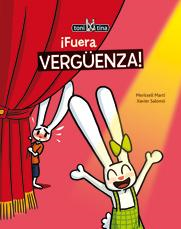 toni tina
¡Fuera
VERGÜENZA!
Meritxell Martí
Xavier Salomó